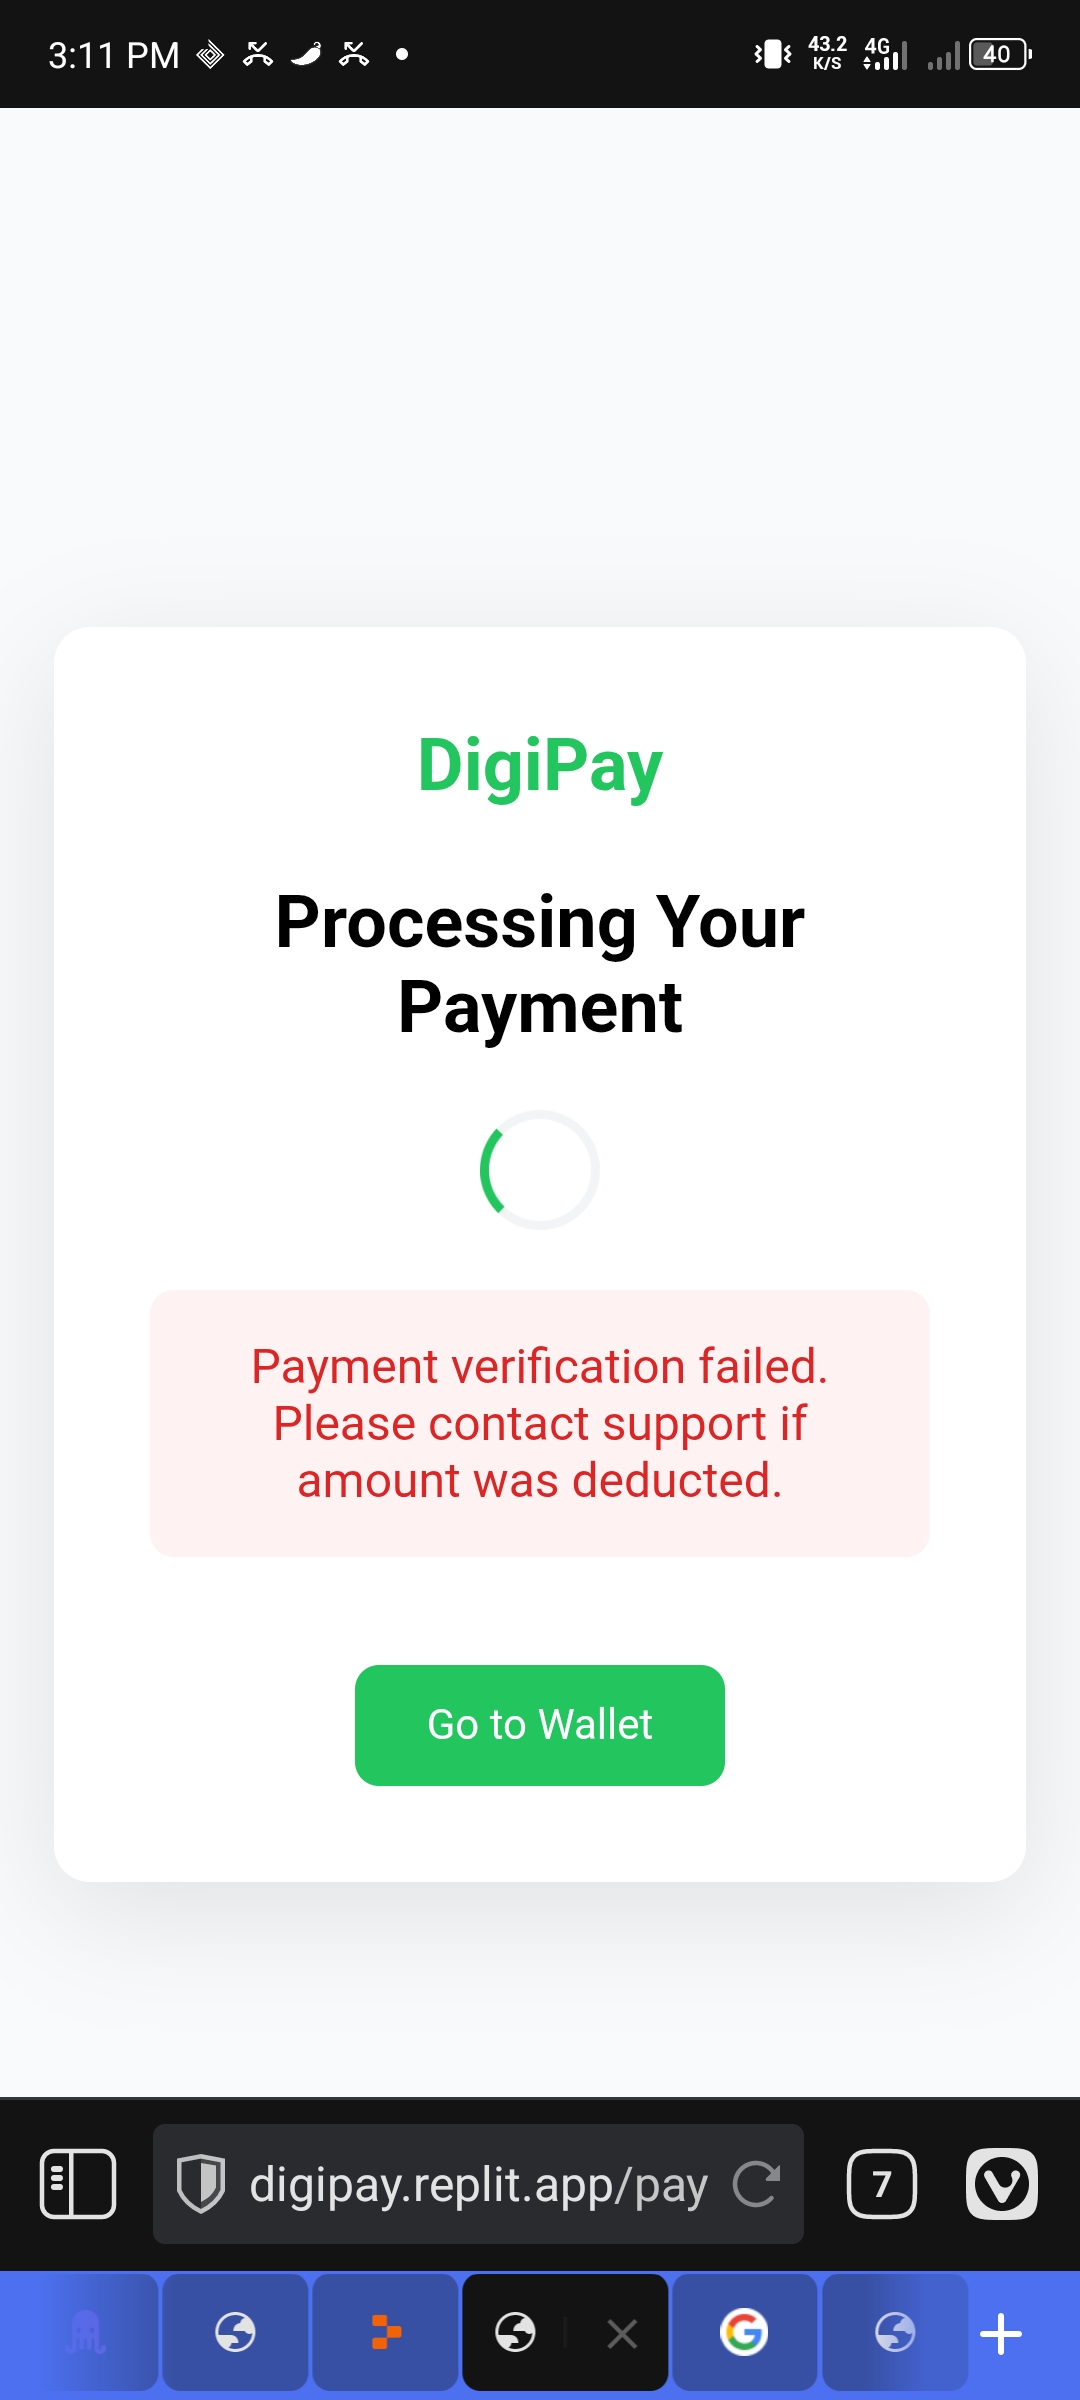 3:11 PM
43.2
K/S
4G
40
DigiPay
Processing Your
Payment
Payment verification failed.
Please contact support if
amount was deducted.
Go to Wallet
digipay.replit.app/pay
7